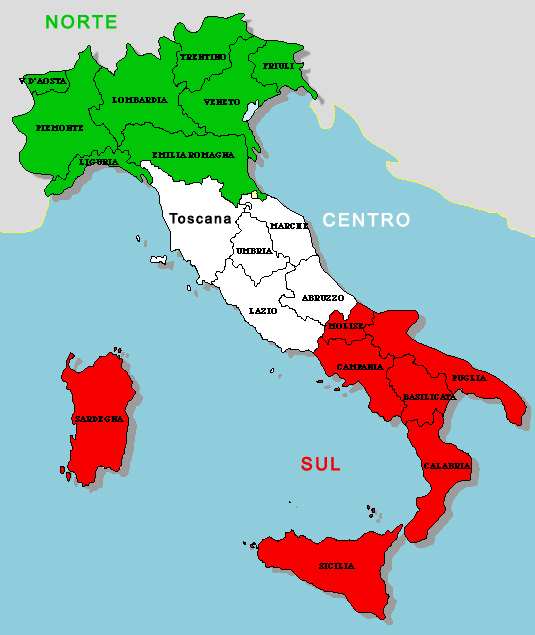 NORTE
TRENTINO
FRIULI
V. D'AOSTA
LOMBARDIA
VENETO
PIEMONTE
EMILIA ROMAGNA
LIGURIA
Toscana
CENTRO
MARCHE
UMBRIA
ABRUZZO
LAZIO
MOLISE
CAMPANIA
PUGLIA
BASILICATA
SARDEGNA
SUL
CALABRIA
SICILIA